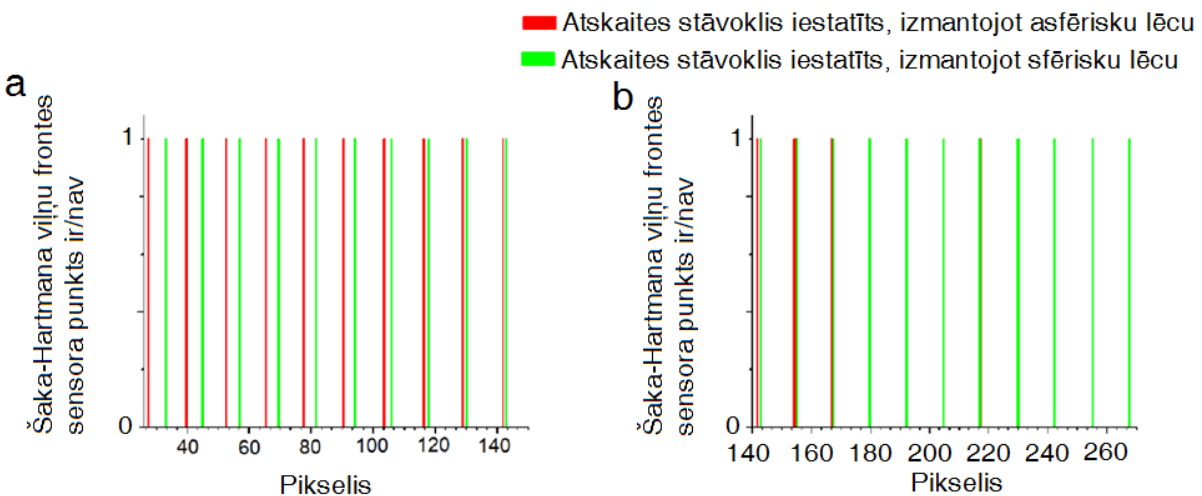 Atskaites stāvoklis iestatīts, izmantojot asfērisku lēcu
Atskaites stāvoklis iestatīts, izmantojot sfērisku lēcu
a
Šaka-Hartmana viļņu frontes
sensora punkts ir/nav
1
0
40 60 80 100 120 140
Pikselis
b
Šaka-Hartmana viļņu frontes
sensora punkts ir/nav
1
0
140 160 180 200 220 240 260
Pikselis